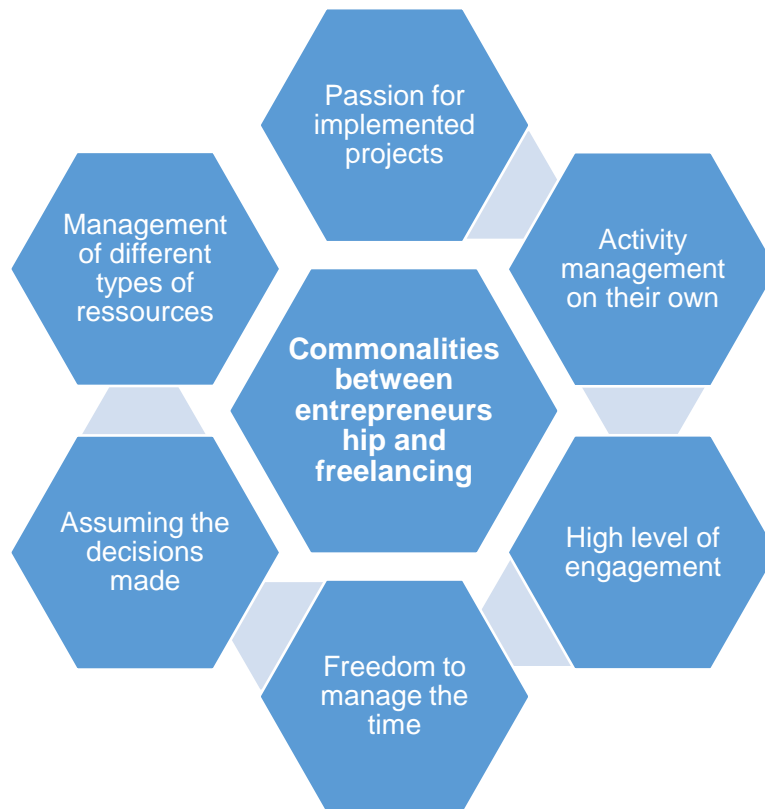 Passion for
implemented
projects
Management
of different
types of
ressources
Activity
management
on their own
Commonalities
between
entrepreneurs
hip and
freelancing
Assuming the
decisions
made
High level of
engagement
Freedom to
manage the
time